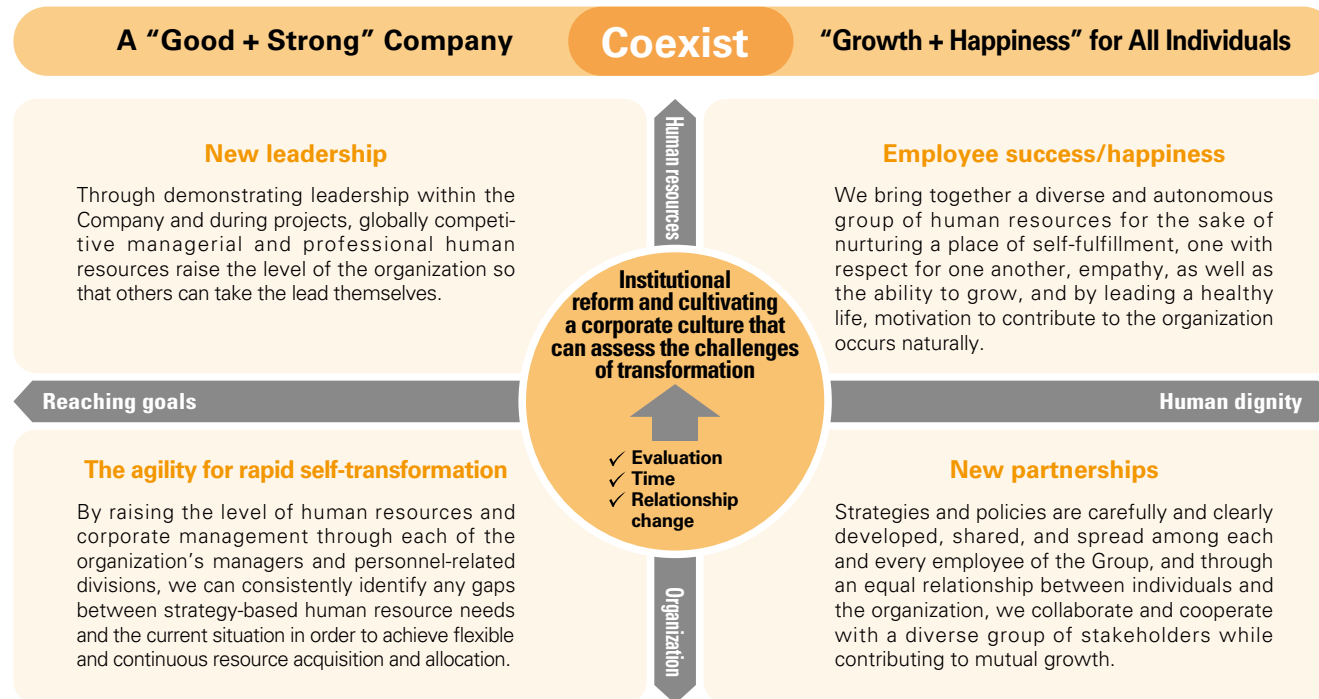 A “Good + Strong” Company
Coexist
“Growth + Happiness” for All Individuals
Human resources
New leadership
Through demonstrating leadership within the
Company and during projects, globally competi-
tive managerial and professional human
resources raise the level of the organization so
that others can take the lead themselves.
Employee success/happiness
We bring together a diverse and autonomous
group of human resources for the sake of
nurturing a place of self-fulfillment, one with
respect for one another, empathy, as well as
the ability to grow, and by leading a healthy
life, motivation to contribute to the organization
occurs naturally.
Institutional
reform and cultivating
a corporate culture that
can assess the challenges
of transformation
✓ Evaluation
✓ Time
✓ Relationship
change
Reaching goals
Human dignity
The agility for rapid self-transformation
By raising the level of human resources and
corporate management through each of the
organization’s managers and personnel-related
divisions, we can consistently identify any gaps
between strategy-based human resource needs
and the current situation in order to achieve flexible
and continuous resource acquisition and allocation.
New partnerships
Strategies and policies are carefully and clearly
developed, shared, and spread among each
and every employee of the Group, and through
an equal relationship between individuals and
the organization, we collaborate and cooperate
with a diverse group of stakeholders while
contributing to mutual growth.
Organization